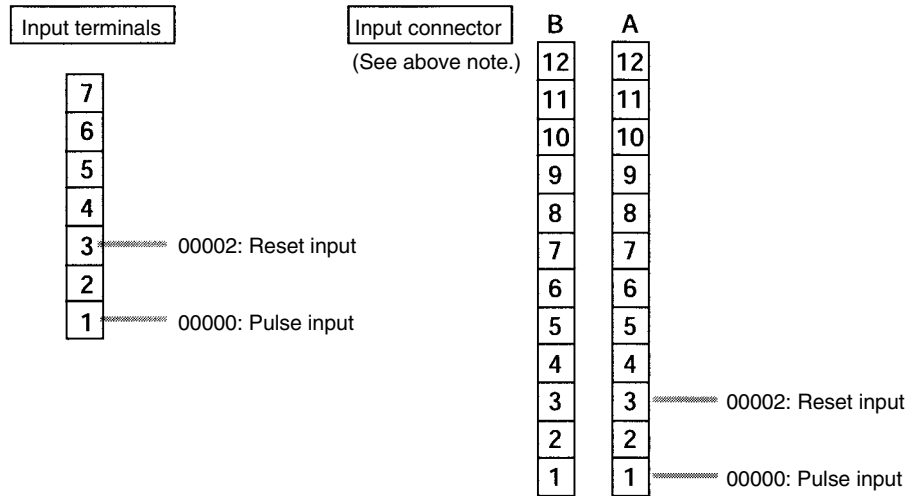 Input terminals
7
6
5
4
3 00002: Reset input
2
1 00000: Pulse input
Input connector
(See above note.)
B A
12 12
11 11
10 10
9 9
8 8
7 7
6 6
5 5
4 4
3 3 00002: Reset input
2 2
1 1 00000: Pulse input